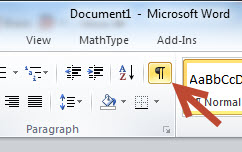 Document1 - Microsoft Word
View MathType Add-Ins
A
Z
¶
AaBbCcD
¶ Normal
Paragraph